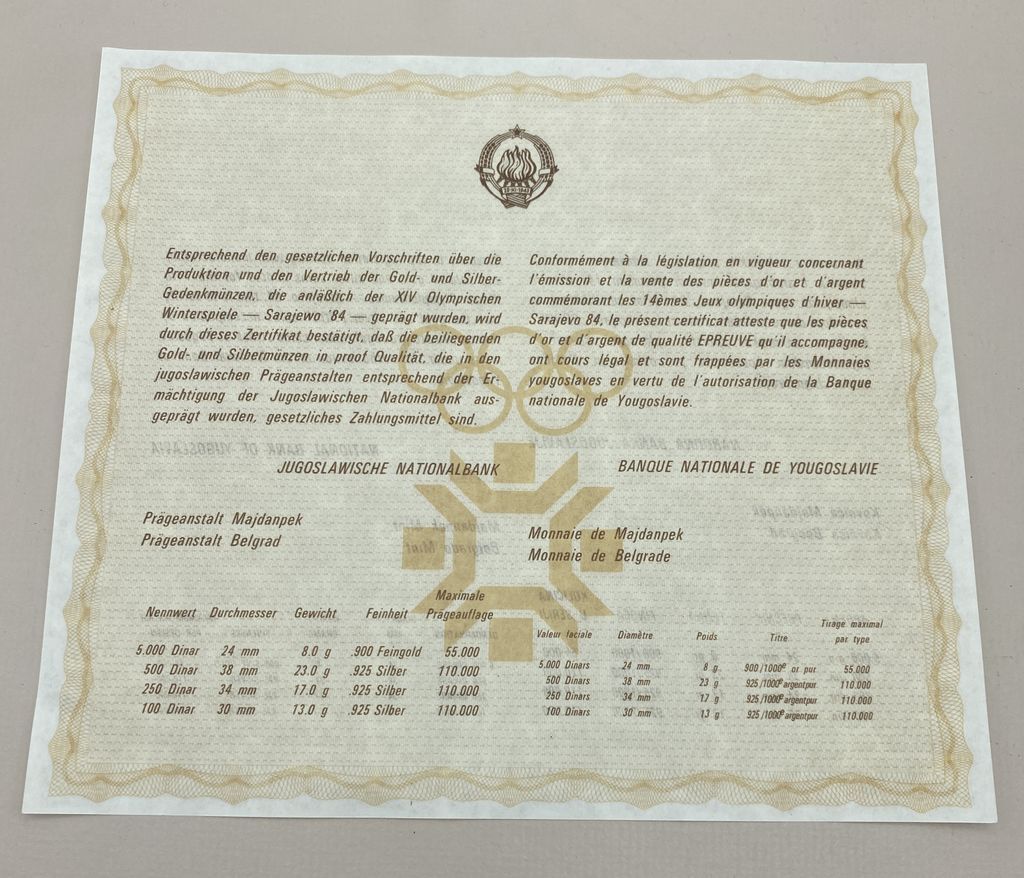 29·XI·1943
Entsprechend den gesetzlichen Vorschriften über die
Produktion und den Vertrieb der Gold- und Silber-
Gedenkmünzen, die anläßlich der XIV Olympischen
Winterspiele — Sarajewo '84 — geprägt wurden, wird
durch dieses Zertifikat bestätigt, daß die beiliegenden
Gold- und Silbermünzen in proof Qualität, die in den
jugoslawischen Prägeanstalten entsprechend der Er-
mächtigung der Jugoslawischen Nationalbank aus-
geprägt wurden, gesetzliches Zahlungsmittel sind.
JUGOSLAWISCHE NATIONALBANK
Prägeanstalt Majdanpek
Prägeanstalt Belgrad
Nennwert Durchmesser Gewicht Feinheit Maximale Prägeauflage
5.000 Dinar 24 mm 8.0 g .900 Feingold 55.000
500 Dinar 38 mm 23.0 g .925 Silber 110.000
250 Dinar 34 mm 17.0 g .925 Silber 110.000
100 Dinar 30 mm 13.0 g .925 Silber 110.000
Conformément à la législation en vigueur concernant
l'émission et la vente des pièces d'or et d'argent
commémorant les 14èmes Jeux olympiques d'hiver —
Sarajevo 84, le présent certificat atteste que les pièces
d'or et d'argent de qualité EPREUVE qu'il accompagne,
ont cours légal et sont frappées par les Monnaies
yougoslaves en vertu de l'autorisation de la Banque
nationale de Yougoslavie.
BANQUE NATIONALE DE YOUGOSLAVIE
Monnaie de Majdanpek
Monnaie de Belgrade
Valeur faciale Diamètre Poids Titre Tirage maximal par type
5.000 Dinars 24 mm 8 g 900/1000e or pur 55.000
500 Dinars 38 mm 23 g 925/1000e argent pur 110.000
250 Dinars 34 mm 17 g 925/1000e argent pur 110.000
100 Dinars 30 mm 13 g 925/1000e argent pur 110.000